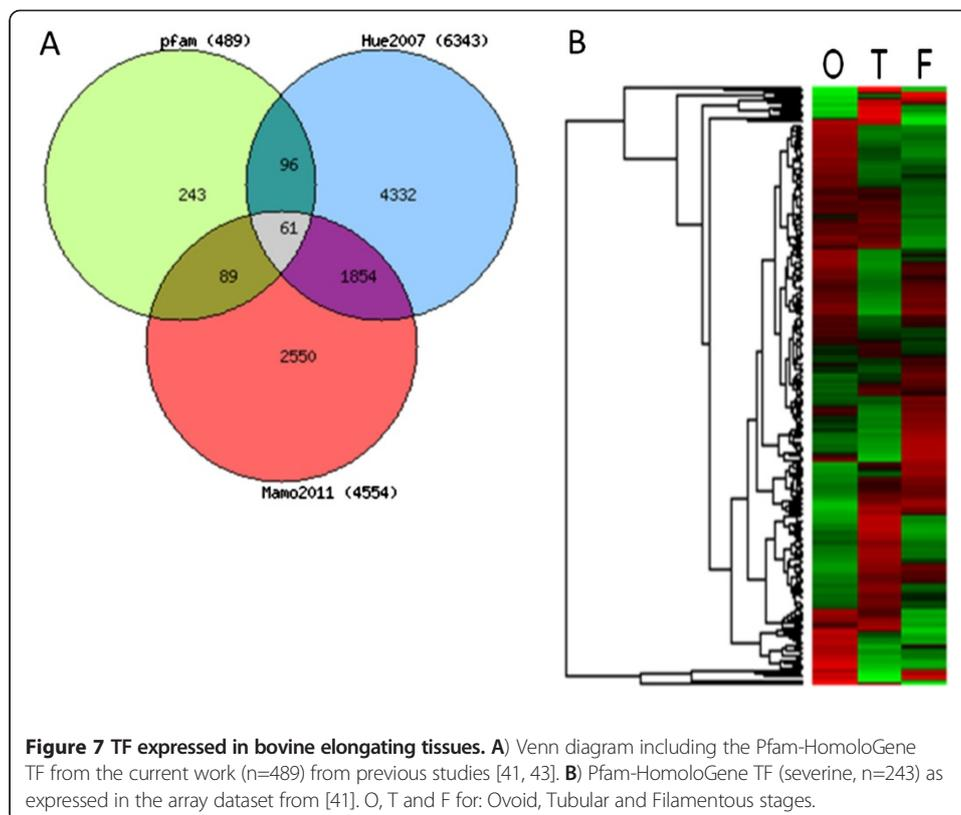 A
B
pfam (489)
Hue2007 (6343)
O T F
96
243
4332
61
89
1854
2550
Mamo2011 (4554)
Figure 7 TF expressed in bovine elongating tissues. A) Venn diagram including the Pfam-HomoloGene
TF from the current work (n=489) from previous studies [41, 43]. B) Pfam-HomoloGene TF (severine, n=243) as
expressed in the array dataset from [41]. O, T and F for: Ovoid, Tubular and Filamentous stages.